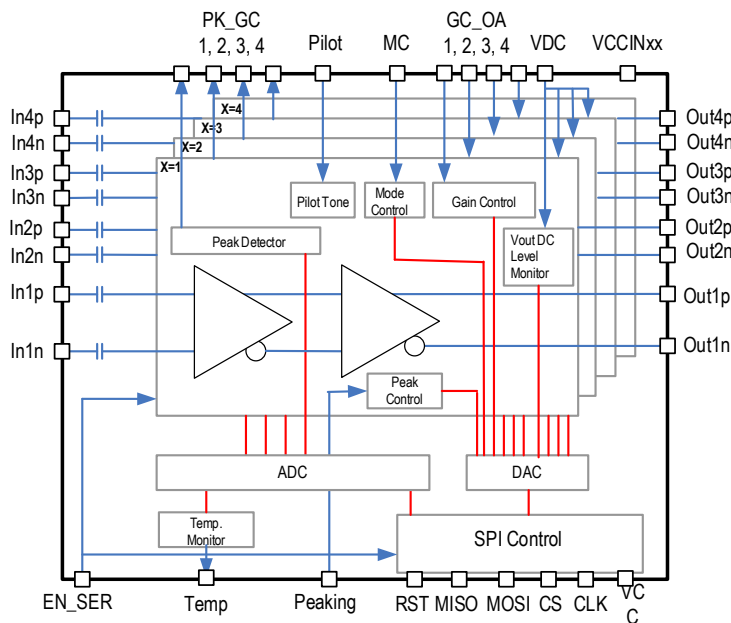 PK_GC
1, 2, 3, 4
Pilot
MC
GC_OA
1, 2, 3, 4
VDC
VCCINxx
In4p
In4n
In3p
In3n
In2p
In2n
In1p
In1n
X=4
X=3
X=2
X=1
Pilot Tone
Mode
Control
Gain Control
Peak Detector
Vout DC
Level
Monitor
Peak
Control
Out4p
Out4n
Out3p
Out3n
Out2p
Out2n
Out1p
Out1n
ADC
DAC
Temp.
Monitor
SPI Control
EN_SER
Temp
Peaking
RST
MISO
MOSI
CS
CLK
VC
C